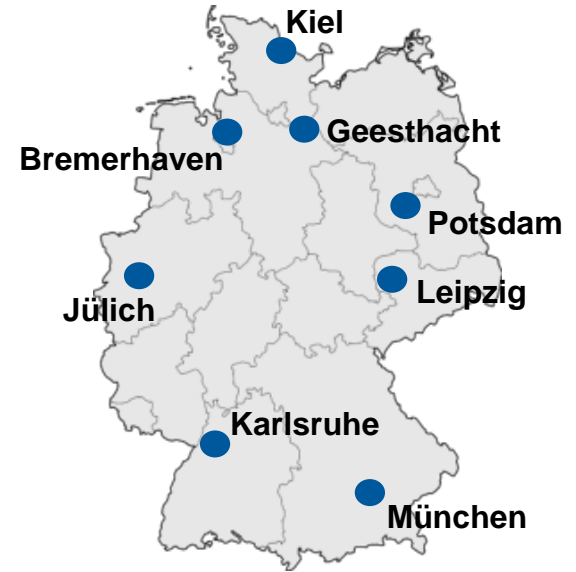 Kiel
Geesthacht
Bremerhaven
Potsdam
Leipzig
Jülich
Karlsruhe
München